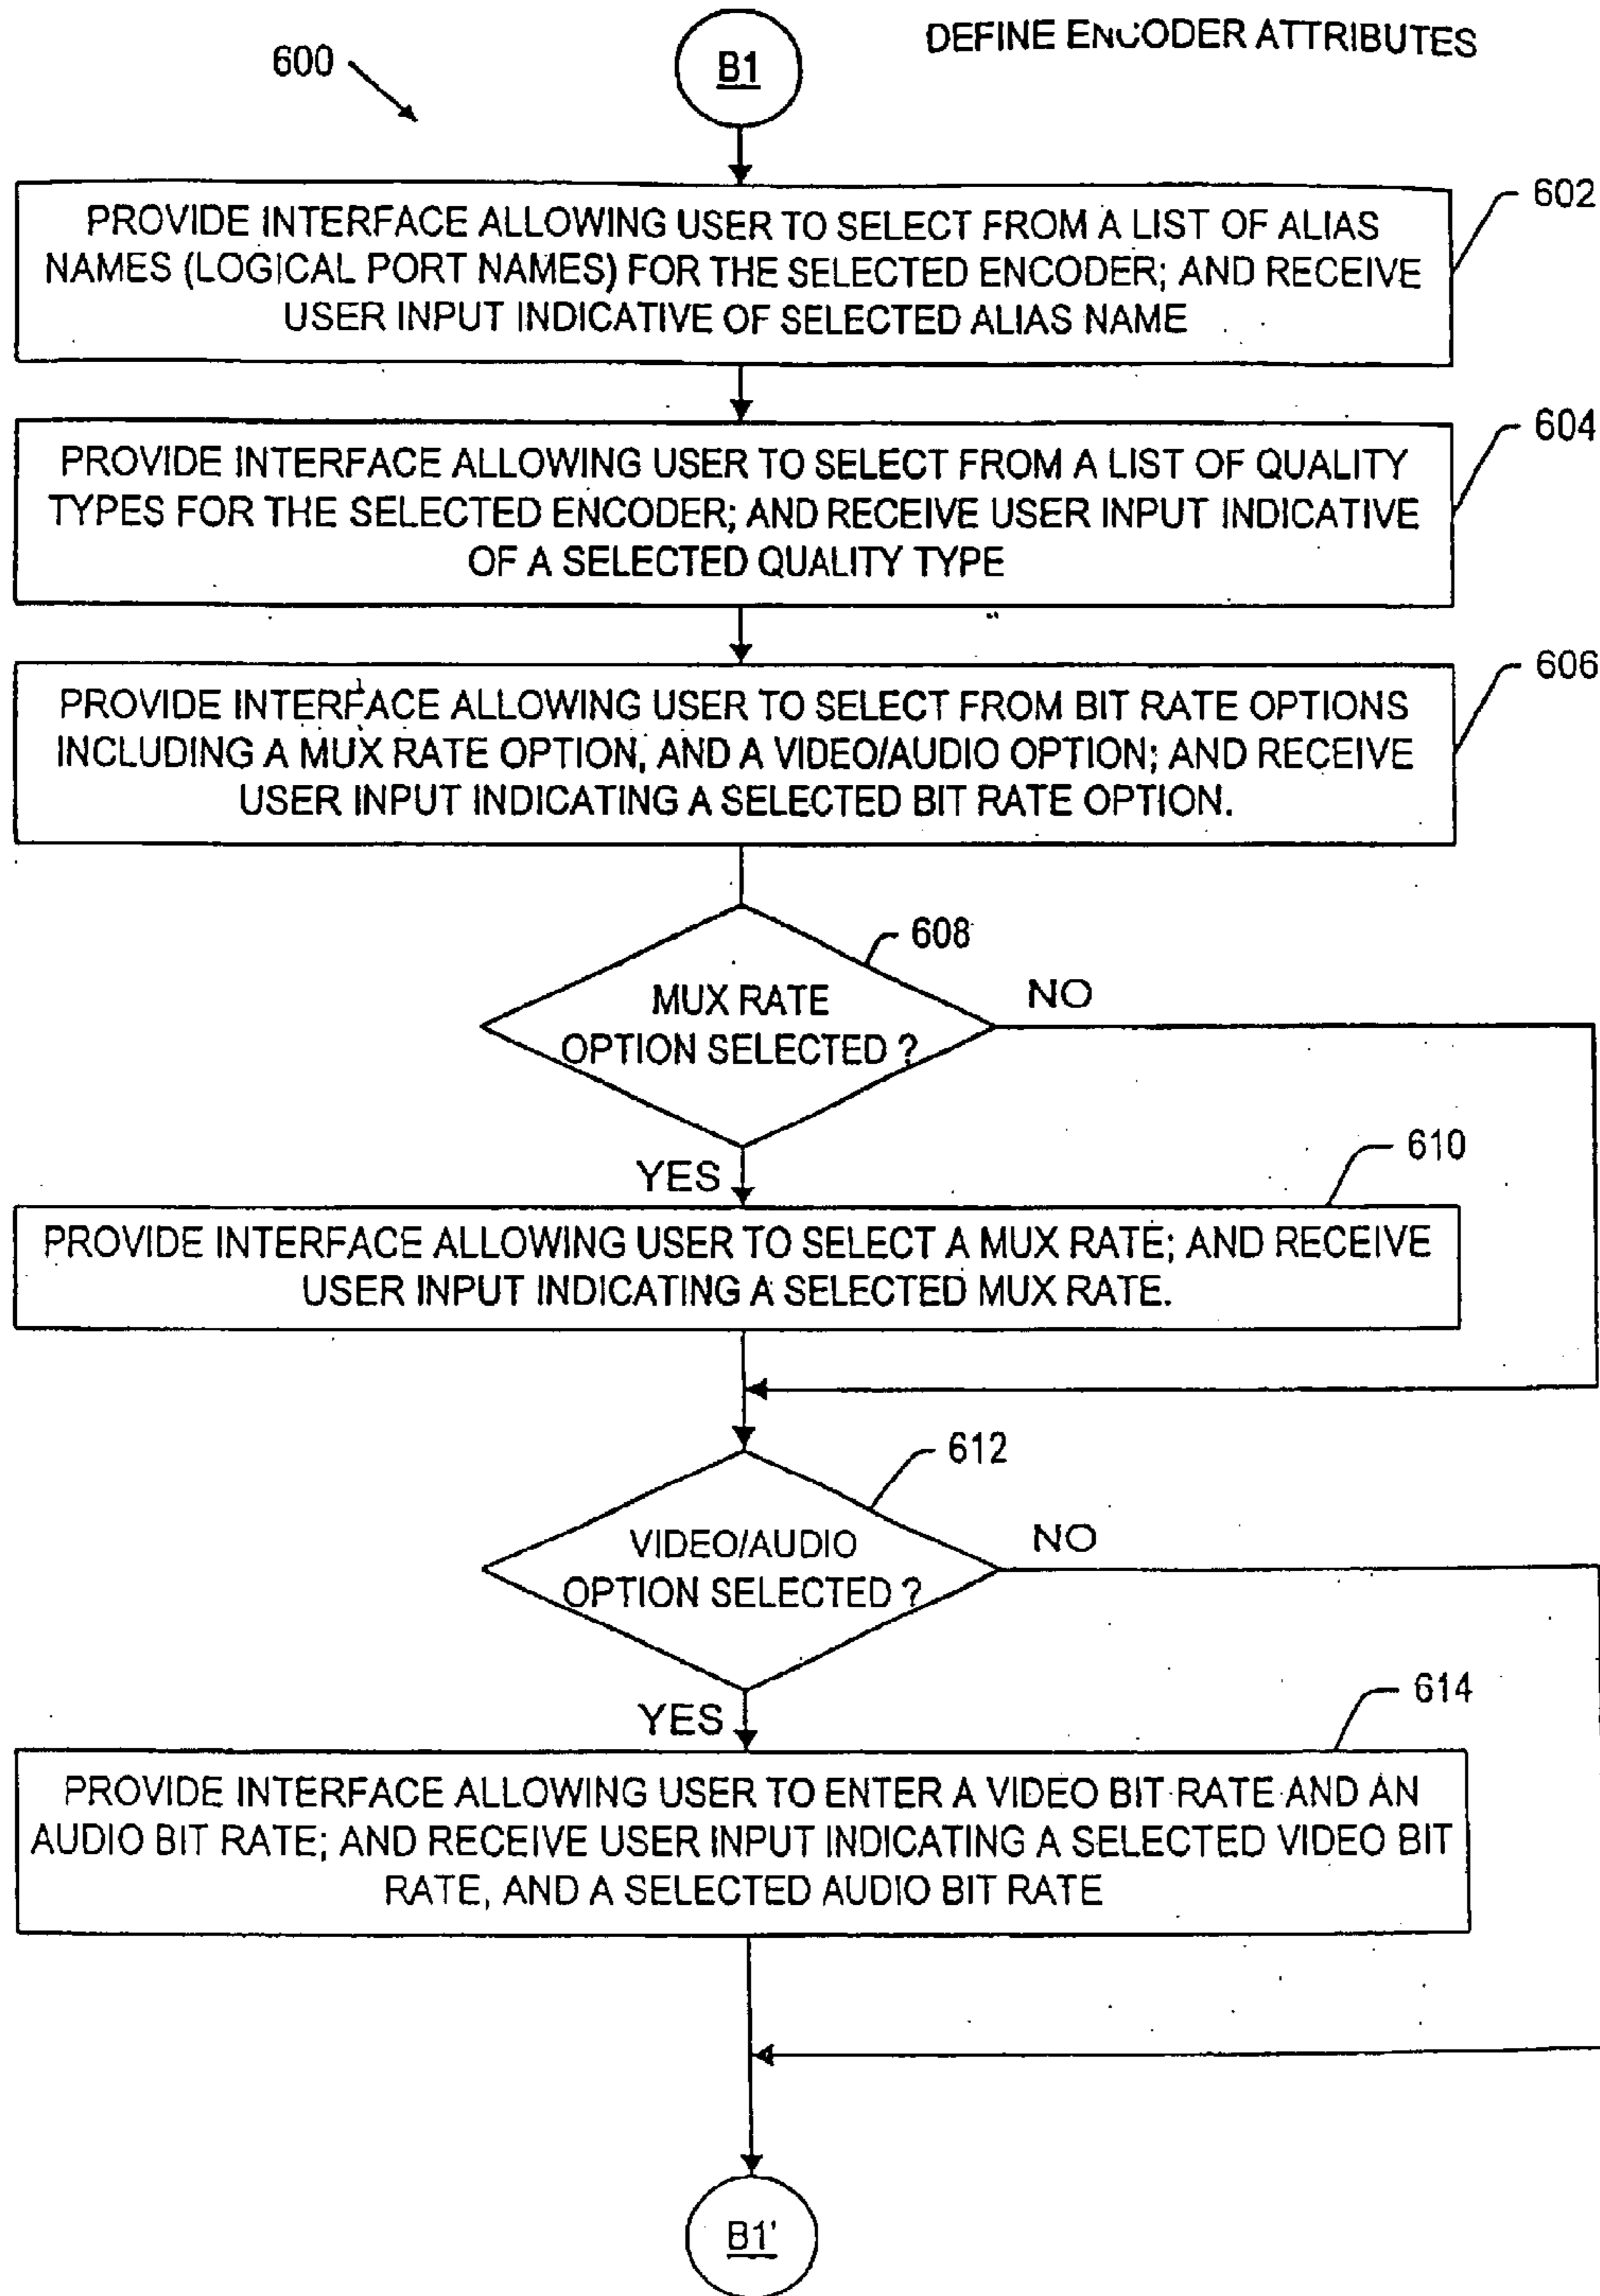 DEFINE ENCODER ATTRIBUTES
600
B1
602
PROVIDE INTERFACE ALLOWING USER TO SELECT FROM A LIST OF ALIAS
NAMES (LOGICAL PORT NAMES) FOR THE SELECTED ENCODER; AND RECEIVE
USER INPUT INDICATIVE OF SELECTED ALIAS NAME
604
PROVIDE INTERFACE ALLOWING USER TO SELECT FROM A LIST OF QUALITY
TYPES FOR THE SELECTED ENCODER; AND RECEIVE USER INPUT INDICATIVE
OF A SELECTED QUALITY TYPE
606
PROVIDE INTERFACE ALLOWING USER TO SELECT FROM BIT RATE OPTIONS
INCLUDING A MUX RATE OPTION, AND A VIDEO/AUDIO OPTION; AND RECEIVE
USER INPUT INDICATING A SELECTED BIT RATE OPTION.
608
MUX RATE
OPTION SELECTED ?
NO
YES
610
PROVIDE INTERFACE ALLOWING USER TO SELECT A MUX RATE; AND RECEIVE
USER INPUT INDICATING A SELECTED MUX RATE.
612
VIDEO/AUDIO
OPTION SELECTED ?
NO
YES
614
PROVIDE INTERFACE ALLOWING USER TO ENTER A VIDEO BIT RATE AND AN
AUDIO BIT RATE; AND RECEIVE USER INPUT INDICATING A SELECTED VIDEO BIT
RATE, AND A SELECTED AUDIO BIT RATE
B1'